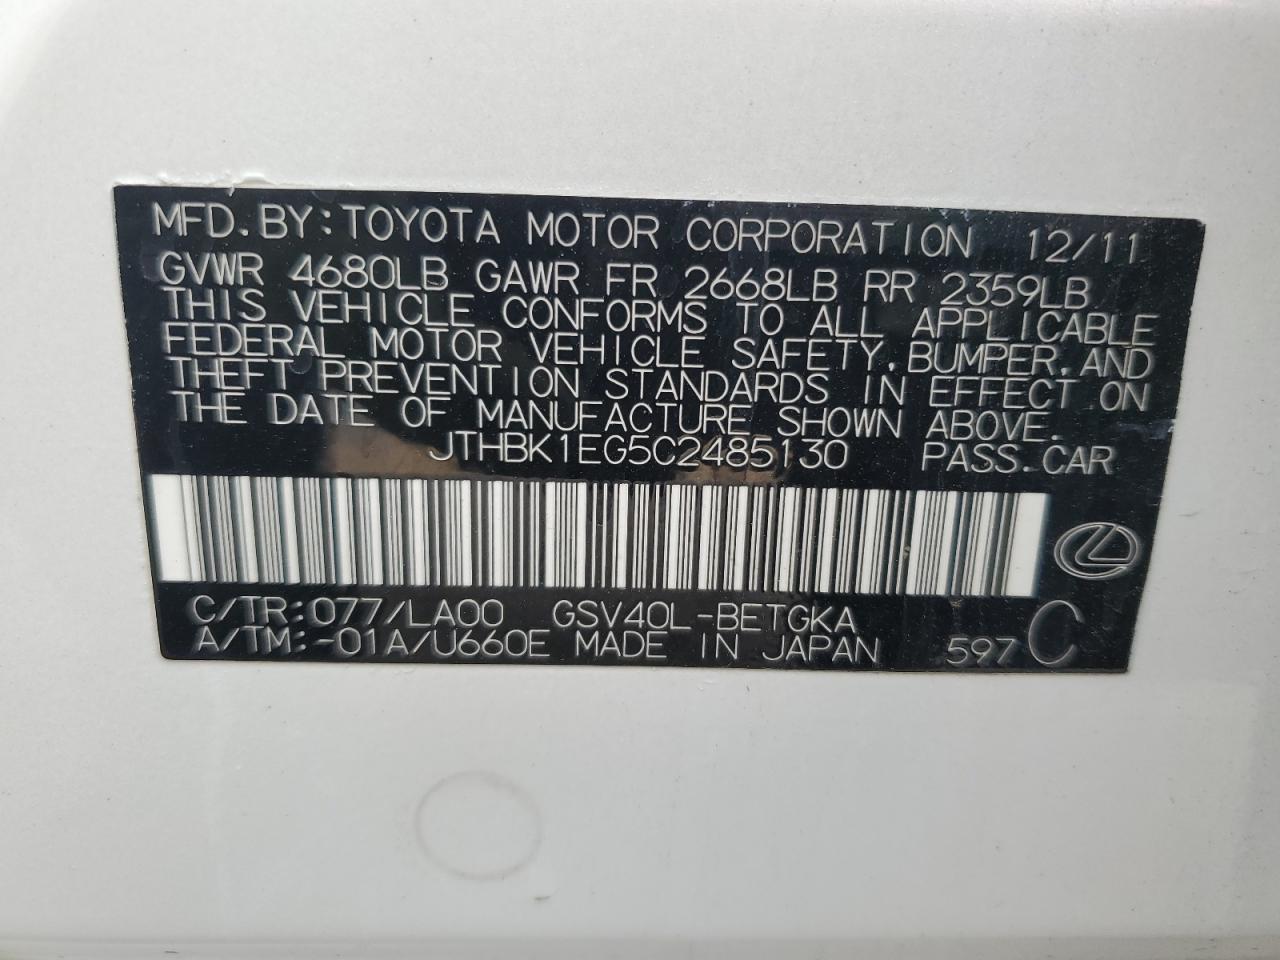 MFD. BY: TOYOTA MOTOR CORPORATION 12/11
GVWR 4680LB GAWR FR 2668LB RR 2359LB
THIS VEHICLE CONFORMS TO ALL APPLICABLE
FEDERAL MOTOR VEHICLE SAFETY, BUMPER, AND
THEFT PREVENTION STANDARDS IN EFFECT ON
THE DATE OF MANUFACTURE SHOWN ABOVE.
JTHBK1EG5C2485130 PASS. CAR
C/TR: 077/LA00 GSV40L-BETGKA
A/TM: -01A/U660E MADE IN JAPAN 597 C